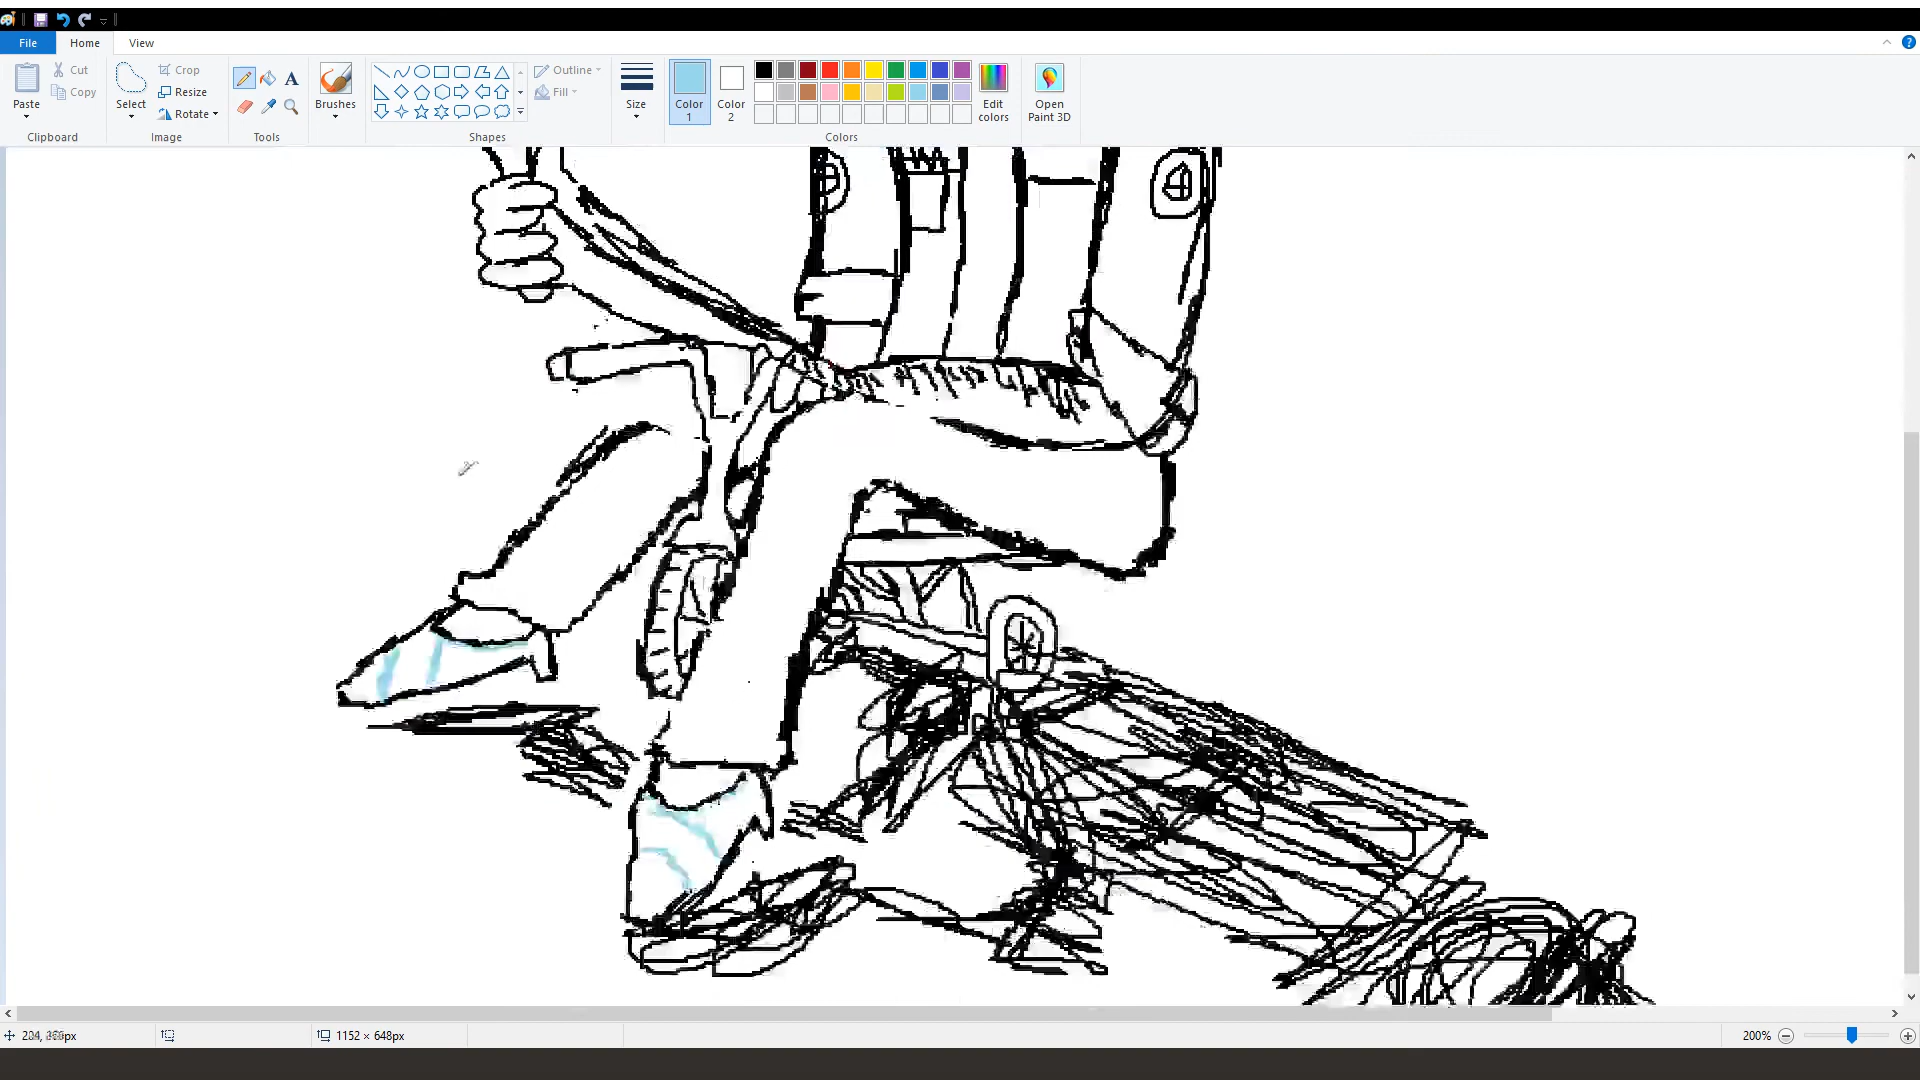 File Home View
Paste
Cut
Copy
Clipboard
Select
Crop
Resize
Rotate
Image
A
Tools
Brushes
Outline
Fill
Shapes
Size
Color
1
Color
2
Colors
Edit
colors
Open
Paint 3D
1152 × 648px
200%